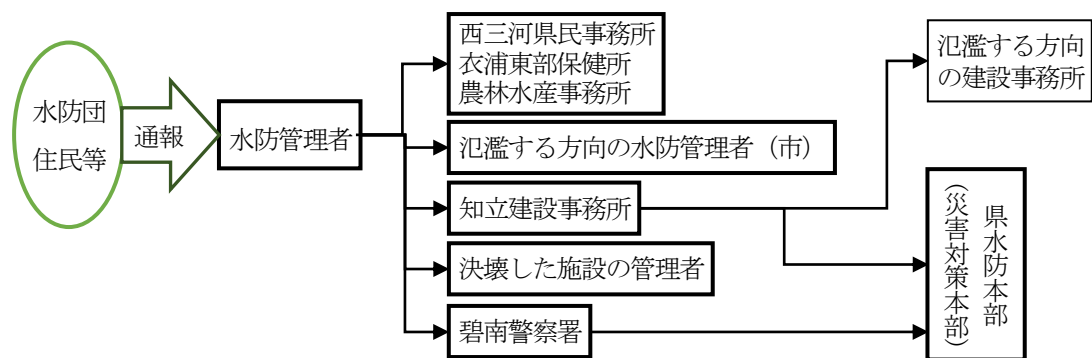 水防団
住民等
通報
水防管理者
西三河県民事務所
衣浦東部保健所
農林水産事務所
氾濫する方向の水防管理者（市）
知立建設事務所
決壊した施設の管理者
碧南警察署
氾濫する方向
の建設事務所
県水防本部
(災害対策本部)